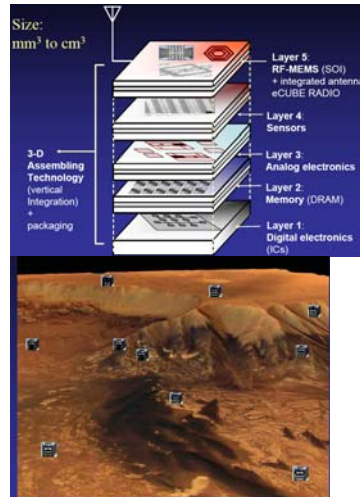 Size:
mm³ to cm³
Layer 5:
RF-MEMS (SOI)
+ integrated antenna
eCUBE RADIO
Layer 4:
Sensors
3-D
Assembling
Technology
(vertical
Integration)
+
packaging
Layer 3:
Analog electronics
Layer 2:
Memory (DRAM)
Layer 1:
Digital electronics
(ICs)